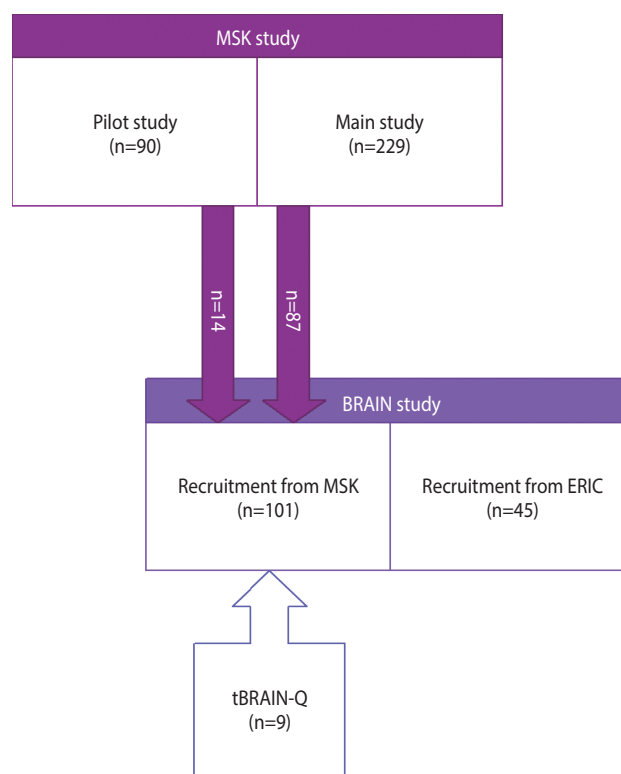 MSK study
Pilot study
(n=90)
Main study
(n=229)
n=14
n=87
BRAIN study
Recruitment from MSK
(n=101)
Recruitment from ERIC
(n=45)
tBRAIN-Q
(n=9)